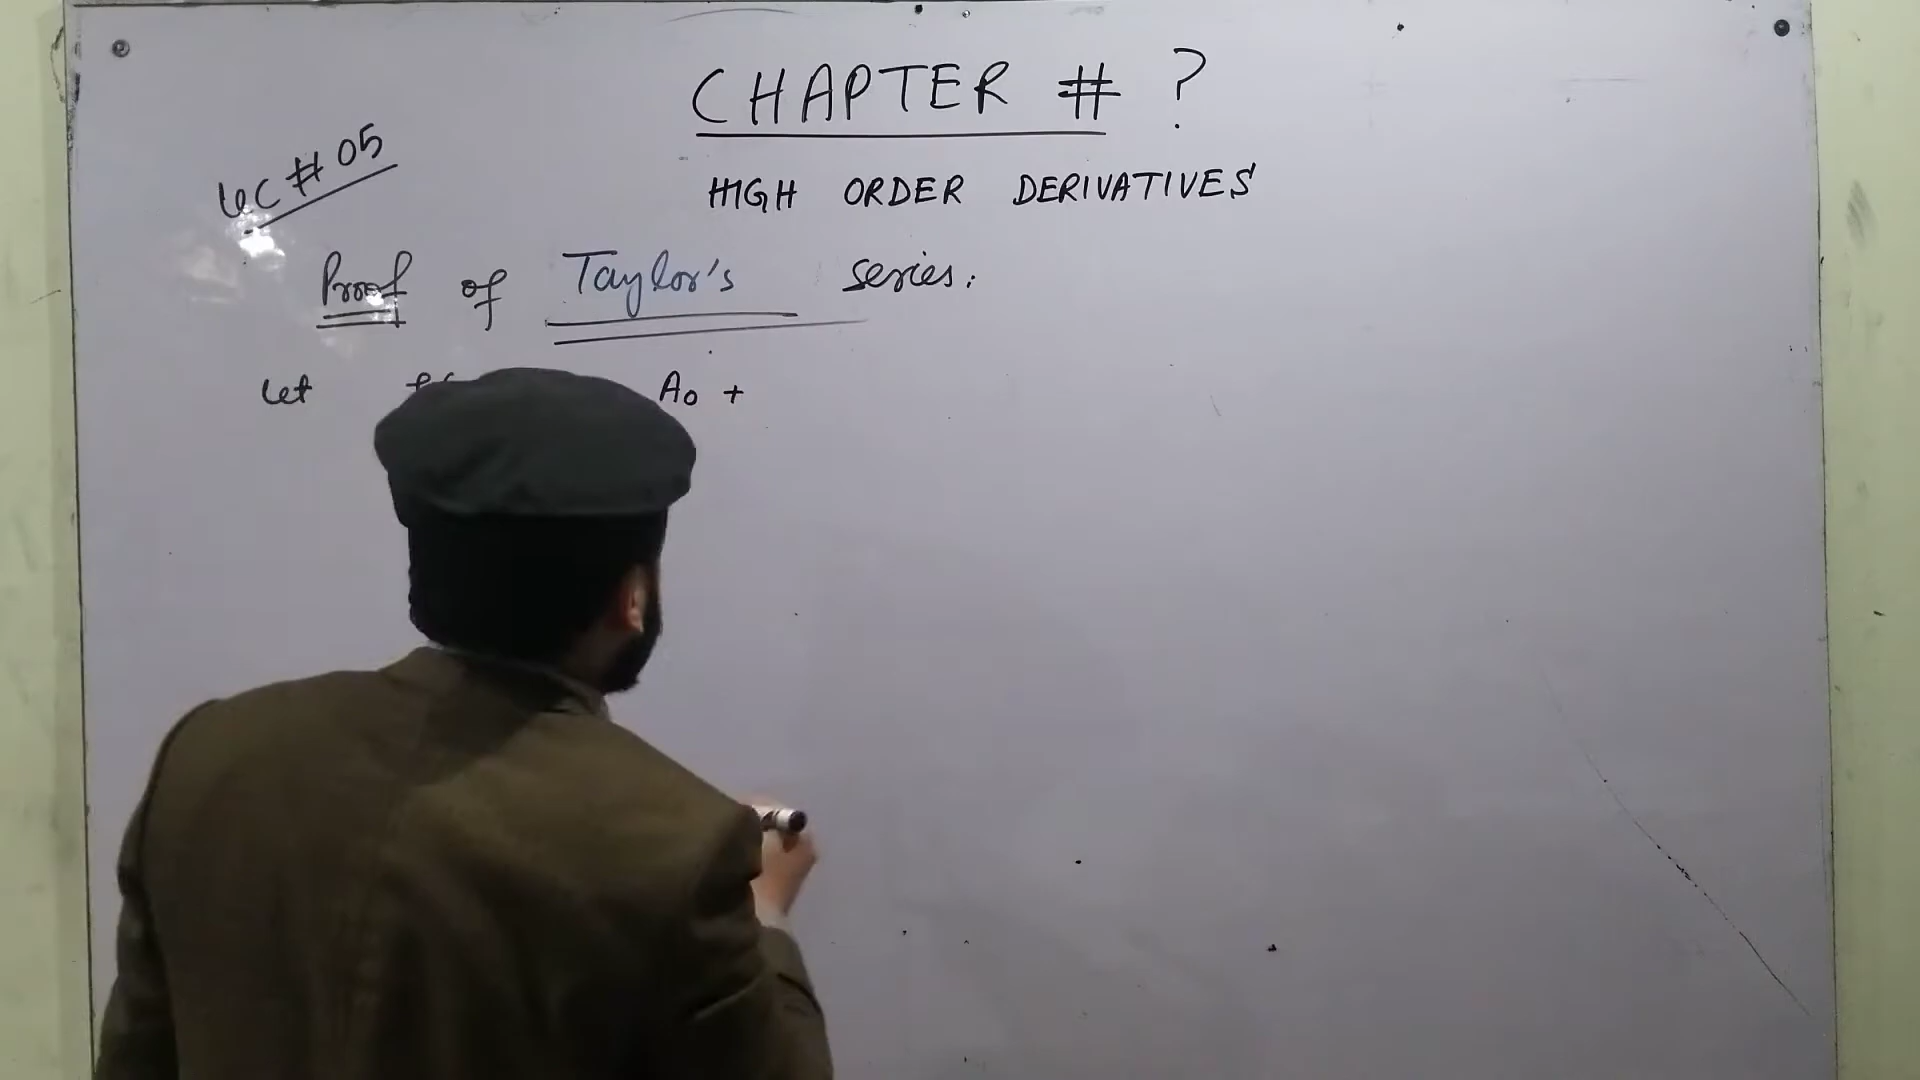 CHAPTER # ?
Lec # 05
HIGH ORDER DERIVATIVES
Proof of Taylor's series:
Let A₀ +